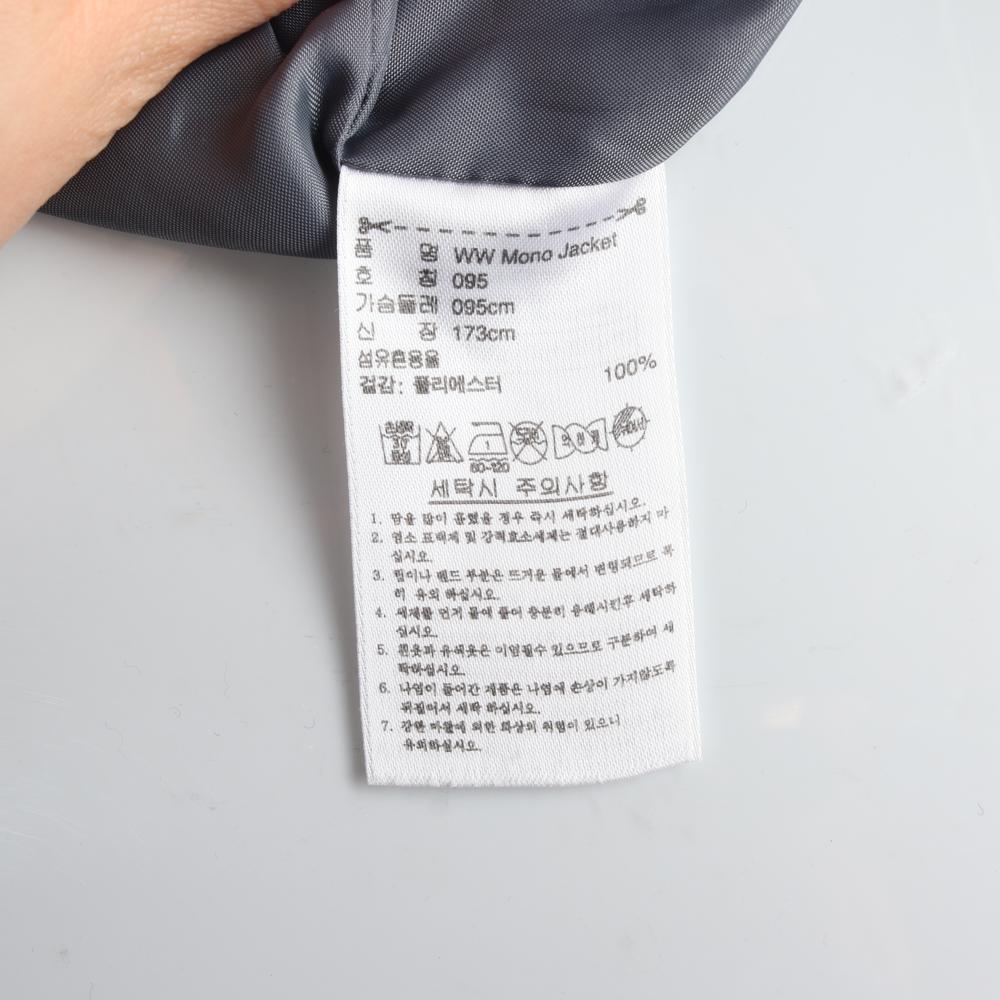 품 명 WW Mono Jacket
호 칭 095
가슴둘레 095cm
신 장 173cm
섬유혼용율
겉감: 폴리에스터 100%
손세탁
30
중성
60-120
세탁시 주의사항
1. 땀을 많이 흘렸을 경우 즉시 세탁하십시오.
2. 염소 표백제 및 강력효소세제는 절대사용하지 마
십시오.
3. 립이나 밴드 부분은 뜨거운 물에서 변형되므로 특
히 유의 하십시오.
4. 세제를 먼저 물에 풀어 충분히 용해시킨후 세탁하
십시오.
5. 흰옷과 유색옷은 이염될수 있으므로 구분하여 세
탁하십시오.
6. 나염이 들어간 제품은 나염에 손상이 가지않도록
뒤집어서 세탁 하십시오.
7. 강한 마찰에 의한 화상의 위험이 있으니
유의하십시오.